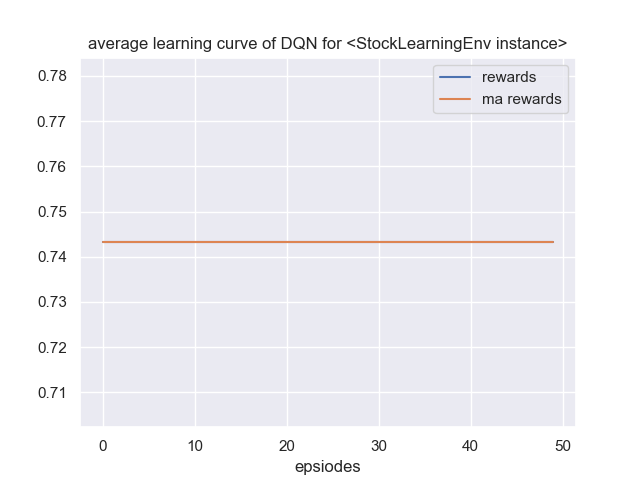 average learning curve of DQN for <StockLearningEnv instance>
rewards
ma rewards
0.78
0.77
0.76
0.75
0.74
0.73
0.72
0.71
0 10 20 30 40 50
epsiodes